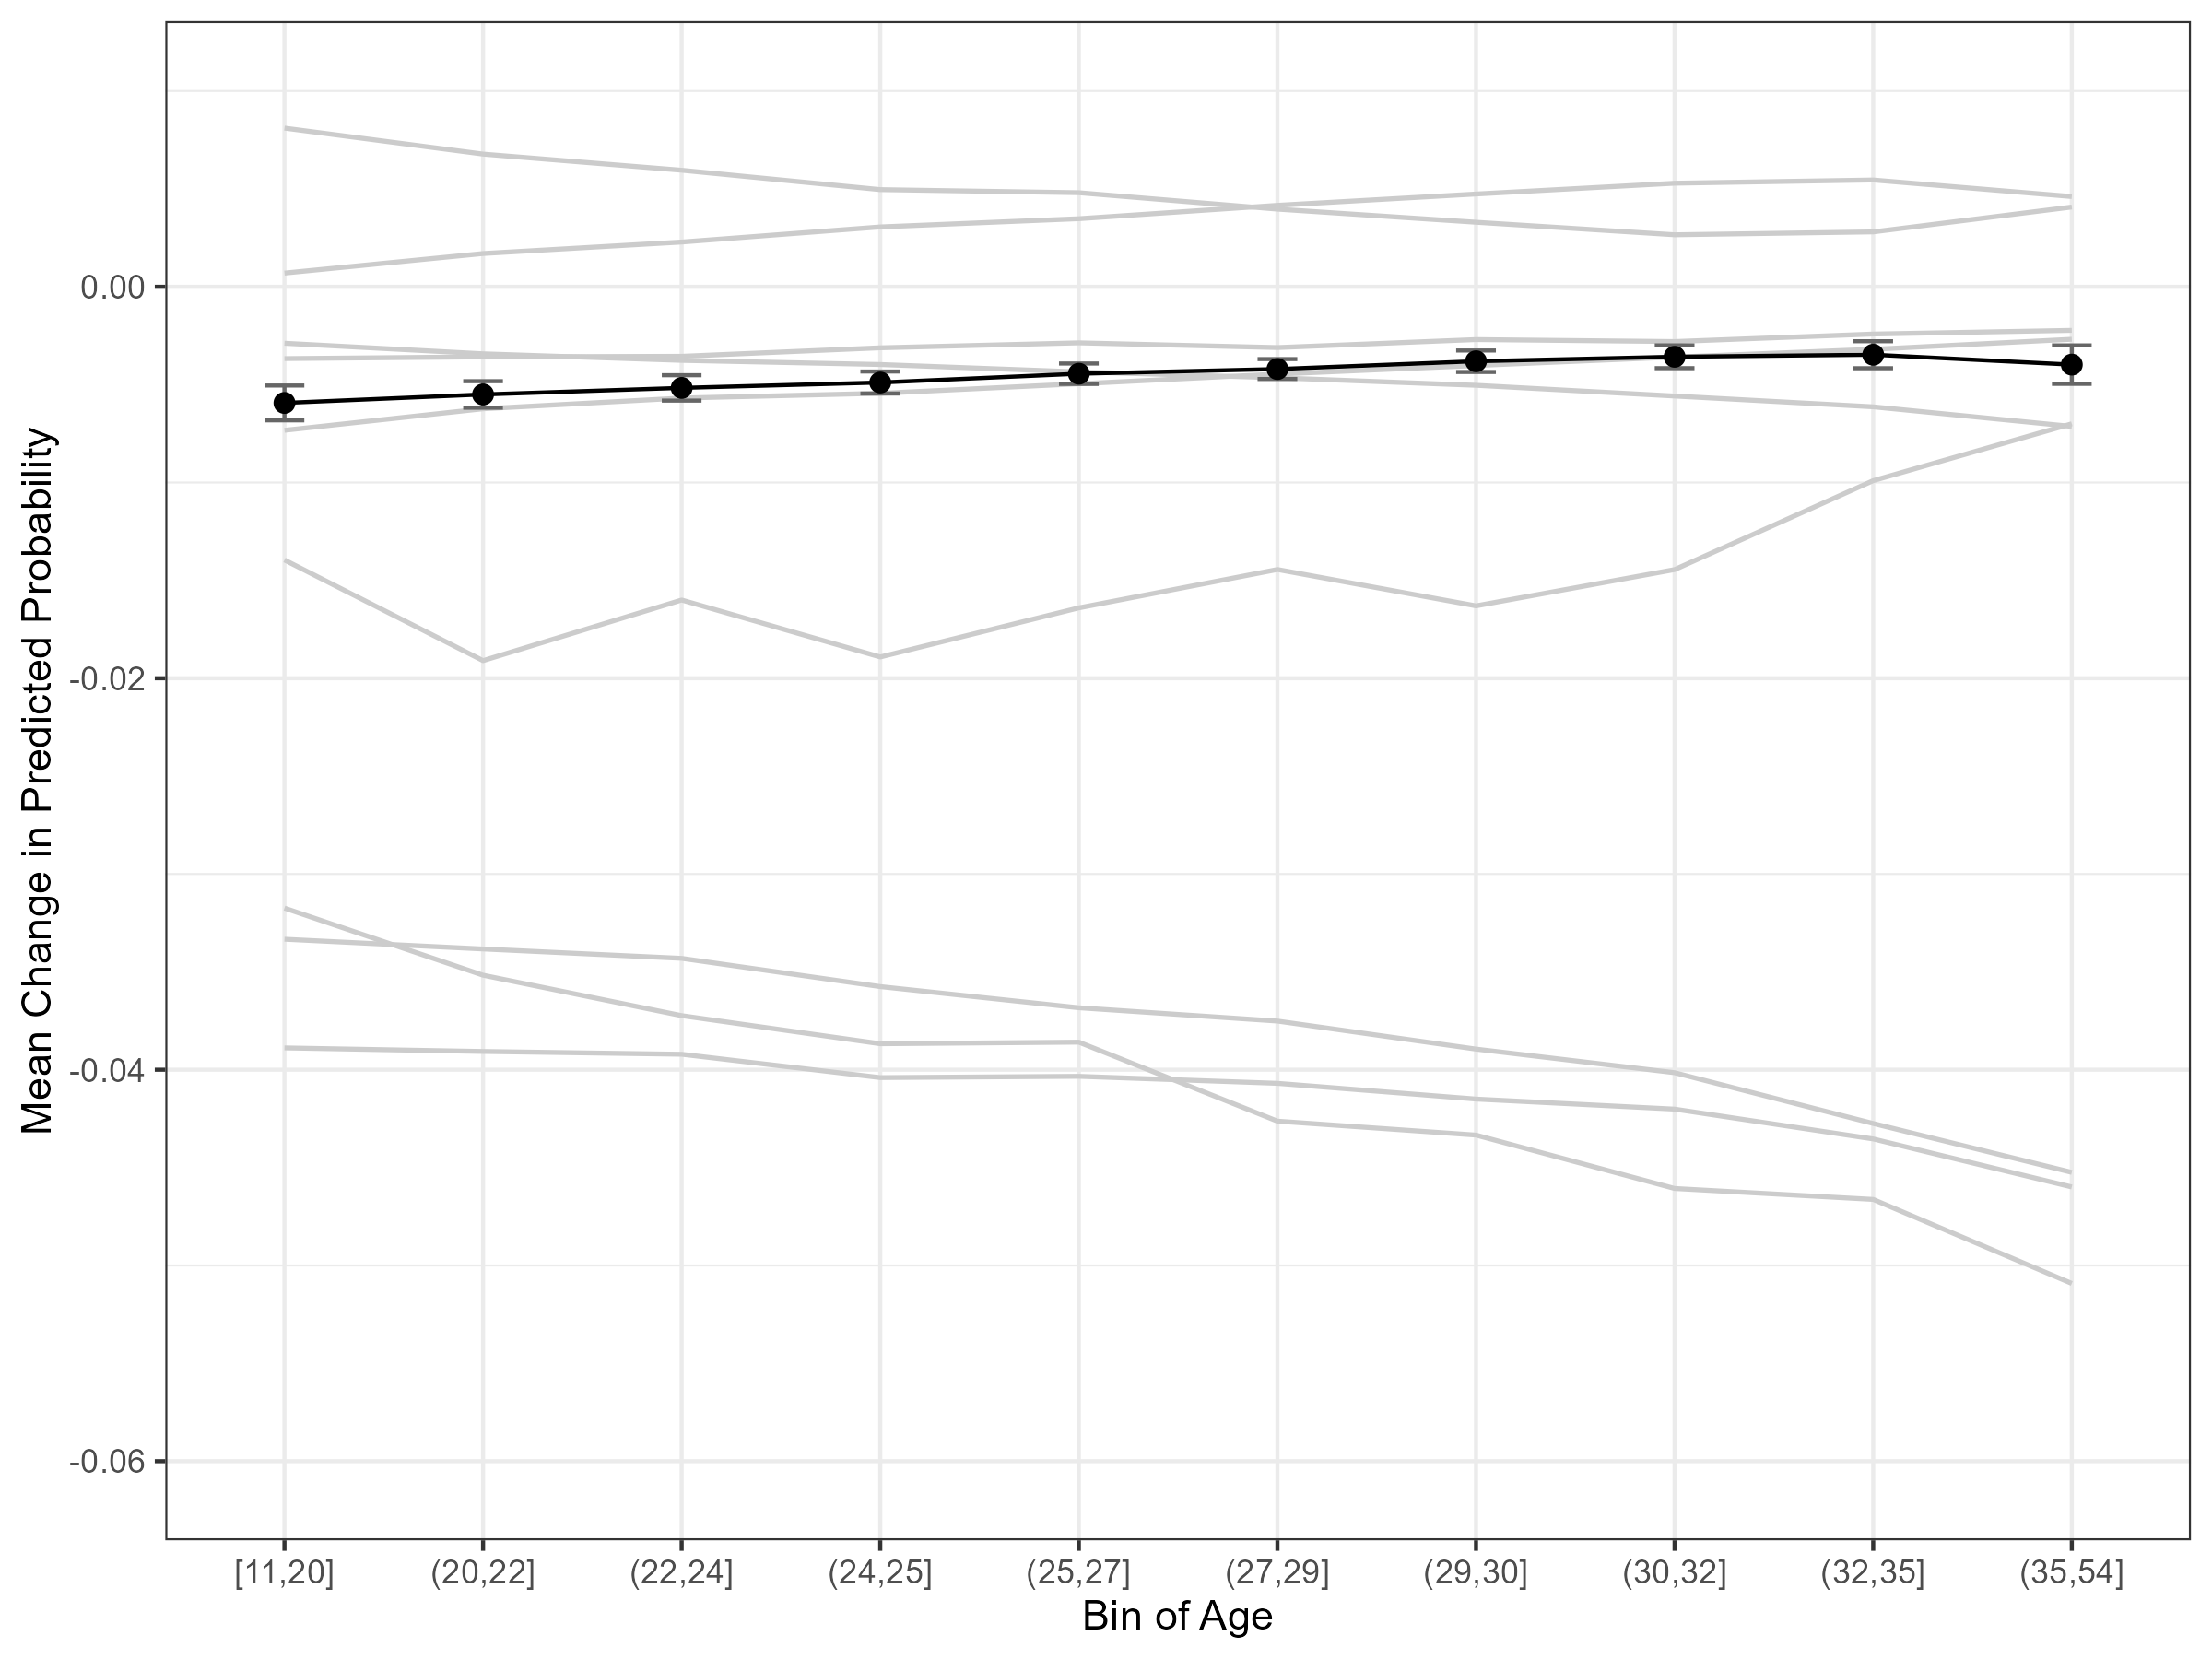 Mean Change in Predicted Probability
0.00
-0.02
-0.04
-0.06
[11,20] (20,22] (22,24] (24,25] (25,27] (27,29] (29,30] (30,32] (32,35] (35,54]
Bin of Age